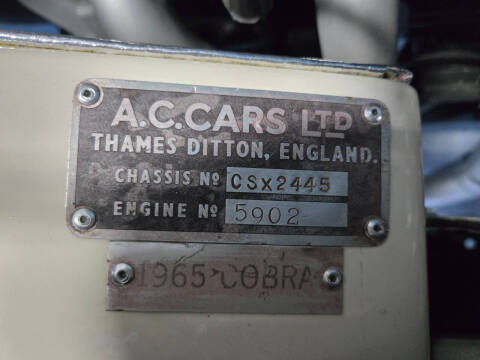 A.C.CARS LTD
THAMES DITTON, ENGLAND.
CHASSIS Nº CSX2445
ENGINE Nº 5902
1965 COBRA